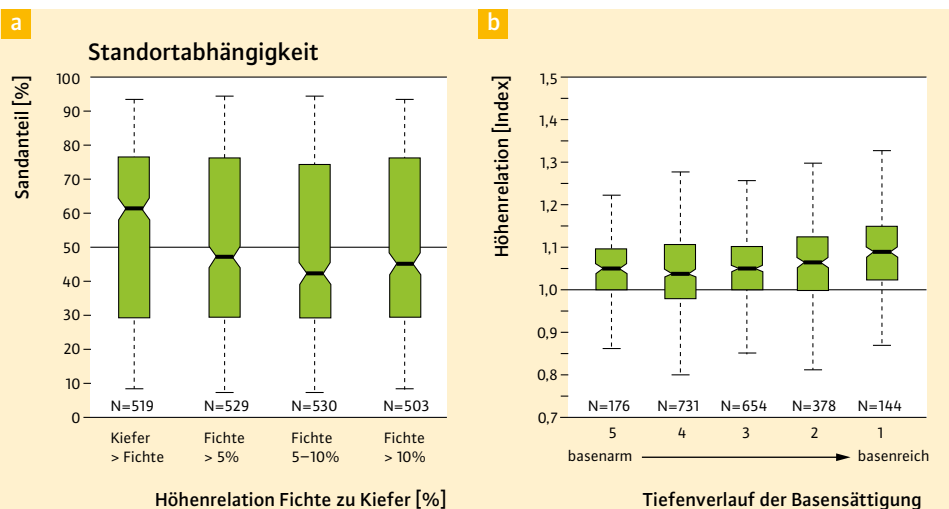 a
Standortabhängigkeit
Sandanteil [%]
100
90
80
70
60
50
40
30
20
10
0
N=519 N=529 N=530 N=503
Kiefer Fichte Fichte Fichte
> Fichte > 5% 5–10% > 10%
Höhenrelation Fichte zu Kiefer [%]
b
Höhenrelation [Index]
1,5
1,4
1,3
1,2
1,1
1,0
0,9
0,8
0,7
N=176 N=731 N=654 N=378 N=144
5 4 3 2 1
basenarm basenreich
Tiefenverlauf der Basensättigung